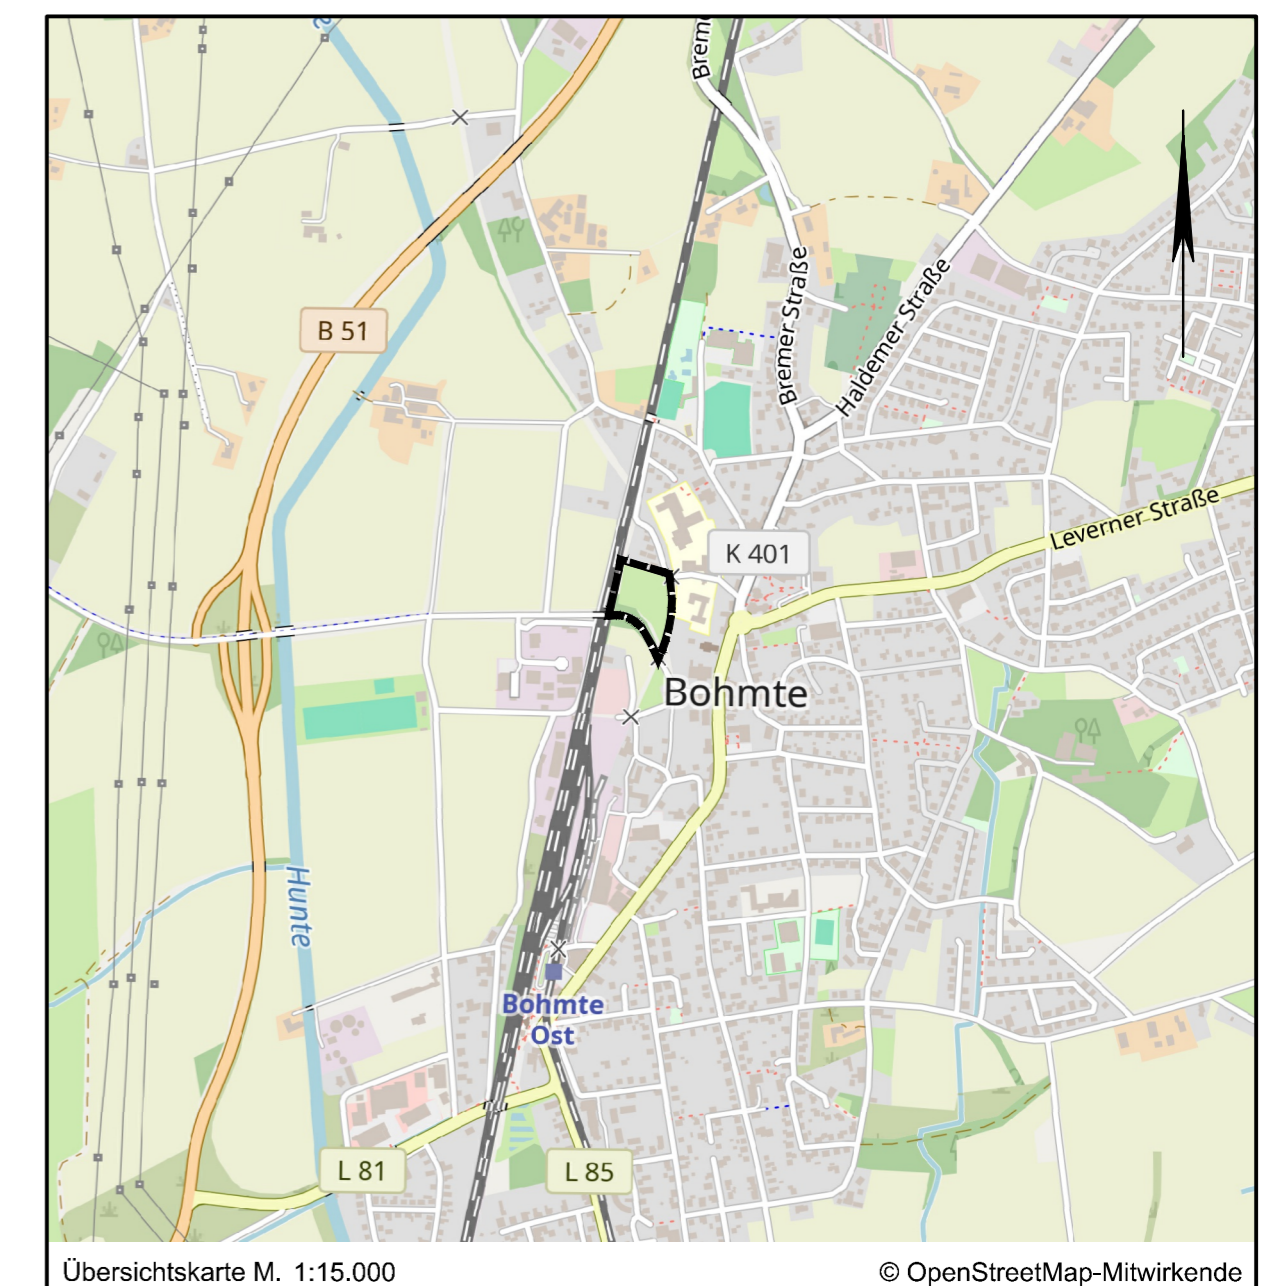 Brem
B 51
Bremer Straße
Haldemer Straße
Leverner Straße
K 401
Bohmte
Hunte
Bohmte
Ost
L 81
L 85
Übersichtskarte M. 1:15.000
© OpenStreetMap-Mitwirkende